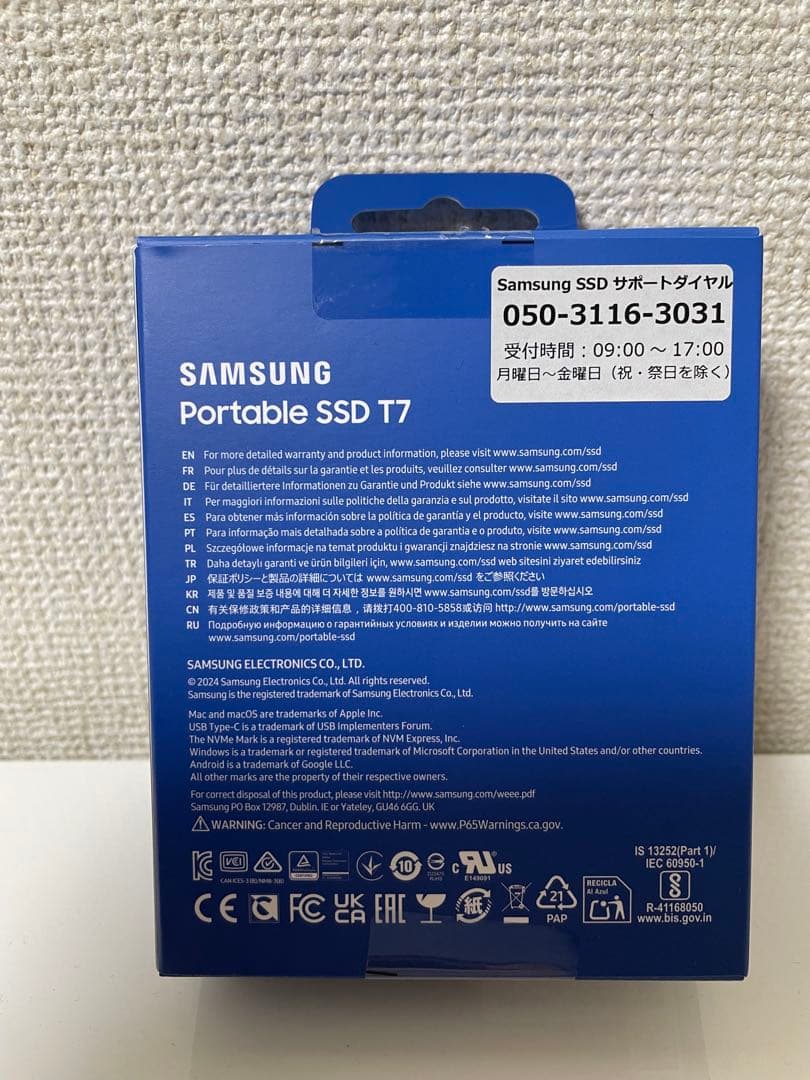 Samsung SSD サポートダイヤル
050-3116-3031
受付時間：09:00 ～ 17:00
月曜日～金曜日（祝・祭日を除く）
SAMSUNG
Portable SSD T7
EN For more detailed warranty and product information, please visit www.samsung.com/ssd
FR Pour plus de détails sur la garantie et les produits, veuillez consulter www.samsung.com/ssd
DE Für detailliertere Informationen zu Garantie und Produkt siehe www.samsung.com/ssd
IT Per maggiori informazioni sulle politiche della garanzia e sul prodotto, visitate il sito www.samsung.com/ssd
ES Para obtener más información sobre la política de garantía y el producto, visite www.samsung.com/ssd
PT Para informação mais detalhada sobre a política de garantia e o produto, visite www.samsung.com/ssd
PL Szczegółowe informacje na temat produktu i gwarancji znajdziesz na stronie www.samsung.com/ssd
TR Daha detaylı garanti ve ürün bilgileri için, www.samsung.com/ssd web sitesini ziyaret edebilirsiniz
JP 保証ポリシーと製品の詳細については www.samsung.com/ssd をご参照ください
KR 제품 및 품질 보증 내용에 대해 더 자세한 정보를 원하시면 www.samsung.com/ssd를 방문하십시오
CN 有关保修政策和产品的详细信息，请拨打400-810-5858或访问 http://www.samsung.com/portable-ssd
RU Подробную информацию о гарантийных условиях и изделии можно получить на сайте
www.samsung.com/portable-ssd
SAMSUNG ELECTRONICS CO., LTD.
© 2024 Samsung Electronics Co., Ltd. All rights reserved.
Samsung is the registered trademark of Samsung Electronics Co., Ltd.
Mac and macOS are trademarks of Apple Inc.
USB Type-C is a trademark of USB Implementers Forum.
The NVMe Mark is a registered trademark of NVM Express, Inc.
Windows is a trademark or registered trademark of Microsoft Corporation in the United States and/or other countries.
Android is a trademark of Google LLC.
All other marks are the property of their respective owners.
For correct disposal of this product, please visit http://www.samsung.com/weee.pdf
Samsung PO Box 12987, Dublin. IE or Yateley, GU46 6GG. UK
WARNING: Cancer and Reproductive Harm - www.P65Warnings.ca.gov.
IS 13252(Part 1)/
IEC 60950-1
VCI
10
c RU US
E149091
CAN ICES-3 (B)/NMB-3(B)
R-41168050
www.bis.gov.in
CE
FC
UK
CA
EAC
紙
21
PAP
RECICLA
Al Azul